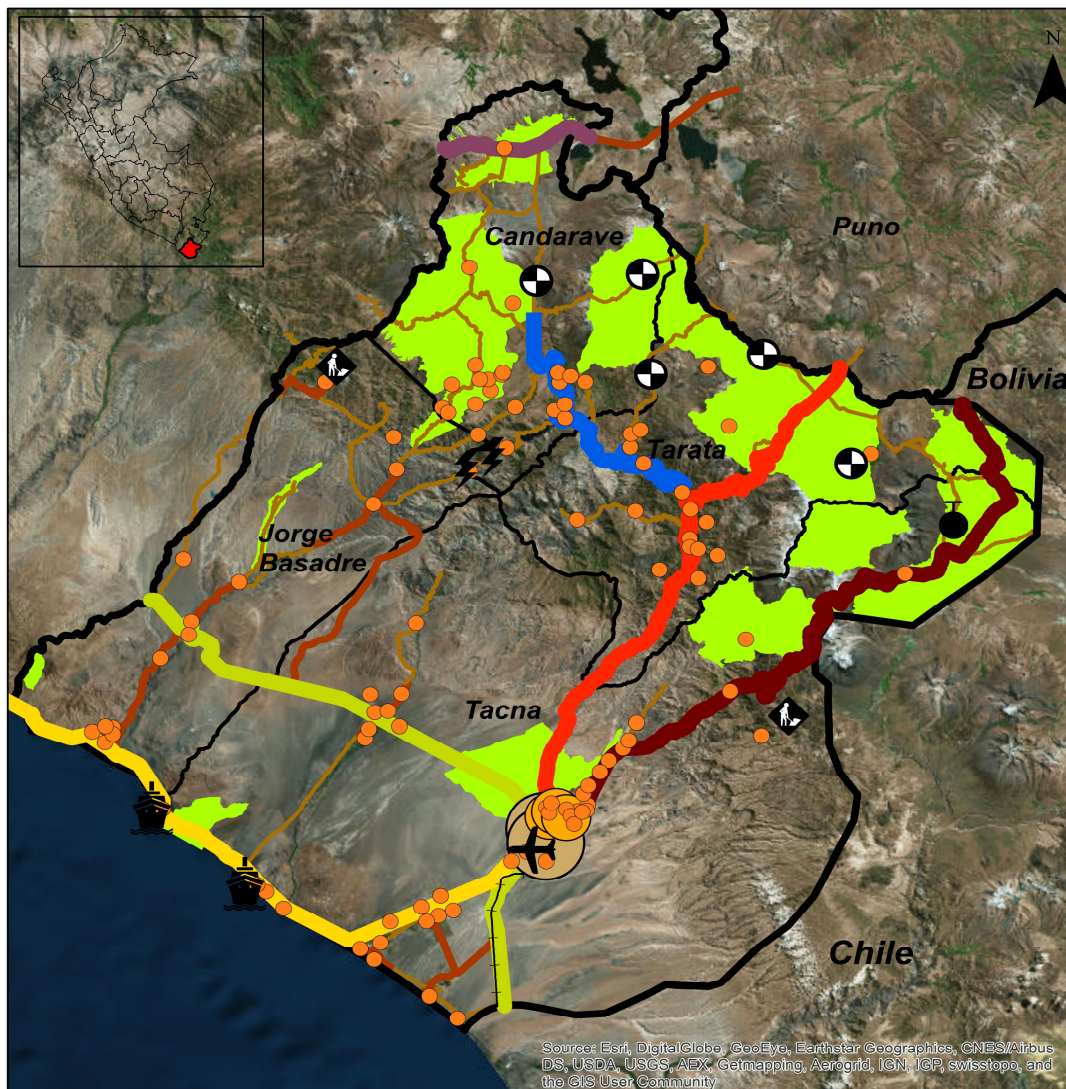 N
Candarave
Puno
Bolivia
Tarata
Jorge
Basadre
Tacna
Chile
Source: Esri, DigitalGlobe, GeoEye, Earthstar Geographics, CNES/Airbus
DS, USDA, USGS, AEX, Getmapping, Aerogrid, IGN, IGP, swisstopo, and
the GIS User Community